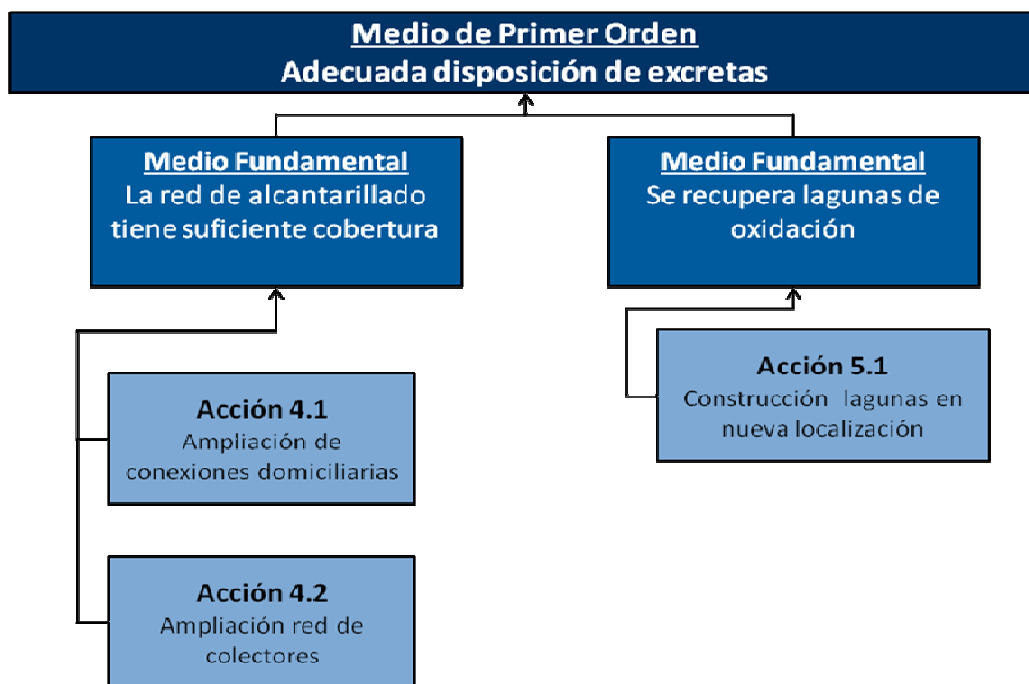 Medio de Primer Orden
Adecuada disposición de excretas
Medio Fundamental
La red de alcantarillado
tiene suficiente cobertura
Medio Fundamental
Se recupera lagunas de
oxidación
Acción 4.1
Ampliación de
conexiones domiciliarias
Acción 4.2
Ampliación red de
colectores
Acción 5.1
Construcción lagunas en
nueva localización